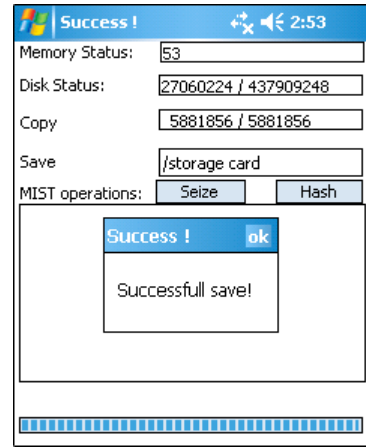 Success ! 2:53
Memory Status: 53
Disk Status: 27060224 / 437909248
Copy 5881856 / 5881856
Save /storage card
MIST operations: Seize Hash
Success ! ok
Successfull save!